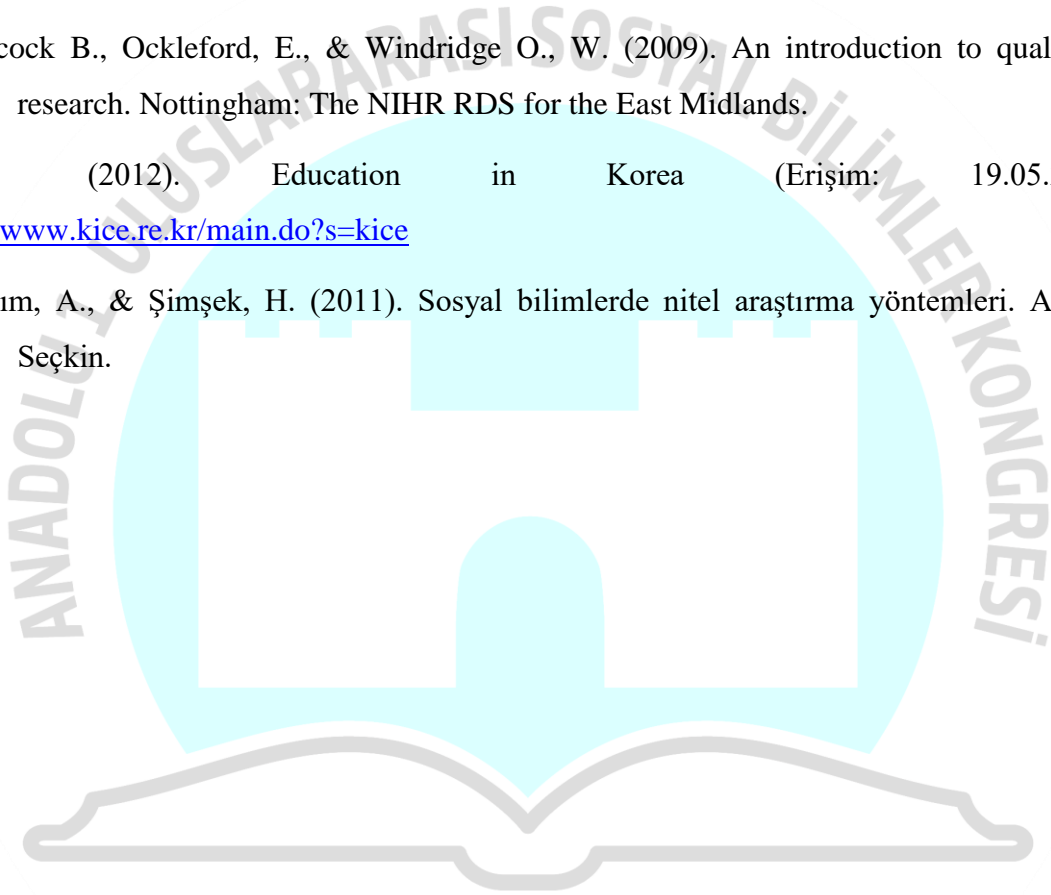 cock B., Ockleford, E., & Windridge O., W. (2009). An introduction to qual
research. Nottingham: The NIHR RDS for the East Midlands.
(2012). Education in Korea (Erişim: 19.05.
www.kice.re.kr/main.do?s=kice
ım, A., & Şimşek, H. (2011). Sosyal bilimlerde nitel araştırma yöntemleri. A
Seçkin.
ANADOLU 1. ULUSLARARASI SOSYAL BİLİMLER KONGRESİ